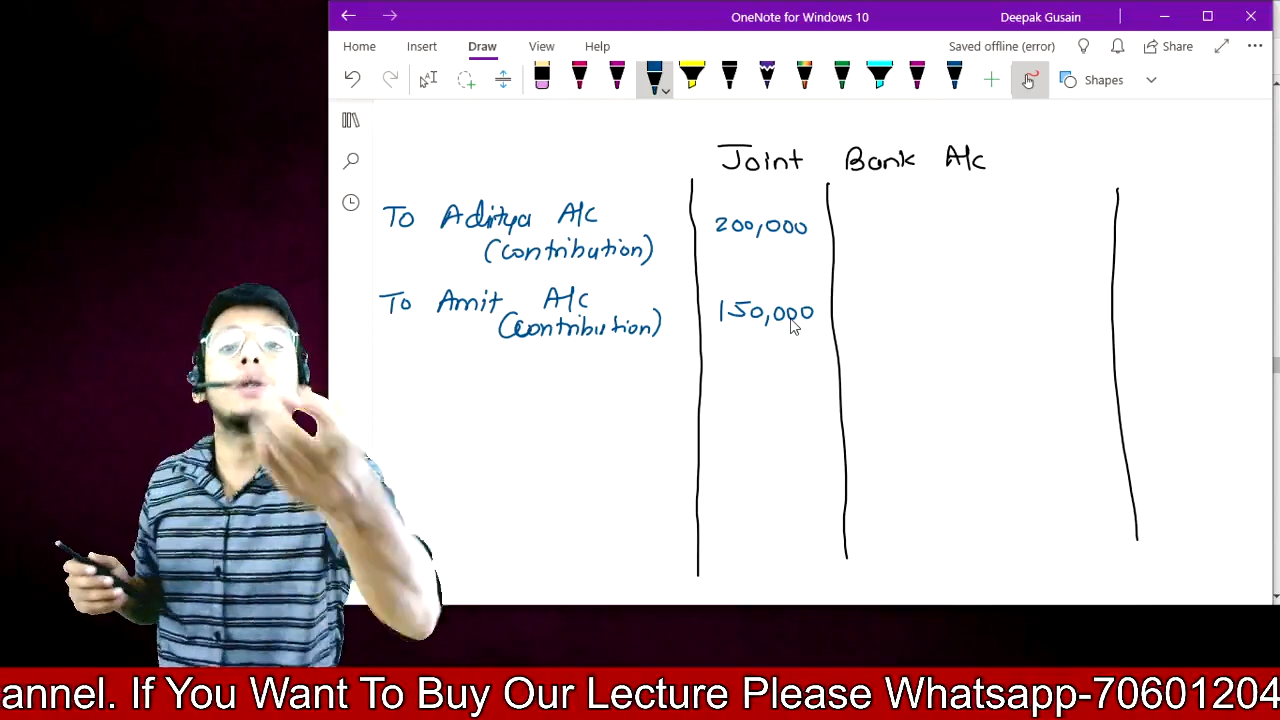 OneNote for Windows 10
Deepak Gusain
Home Insert Draw View Help
Saved offline (error)
Share
Shapes
Joint Bank A/c
To Aditya A/c 200,000
(contribution)
To Amit A/c 150,000
(contribution)
annel. If You Want To Buy Our Lecture Please Whatsapp-70601204